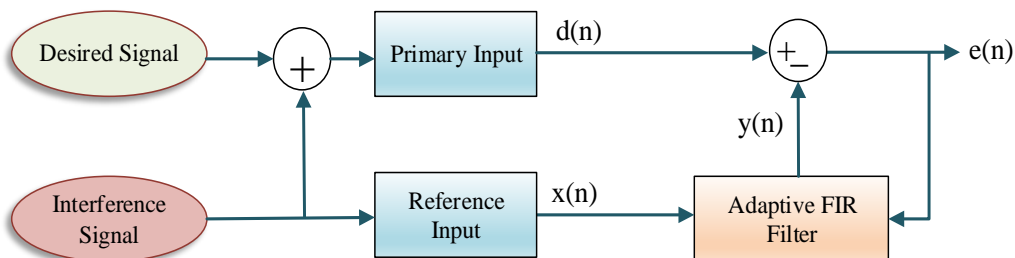 Desired Signal
+
Primary Input
d(n)
+
−
e(n)
y(n)
Interference
Signal
Reference
Input
x(n)
Adaptive FIR
Filter